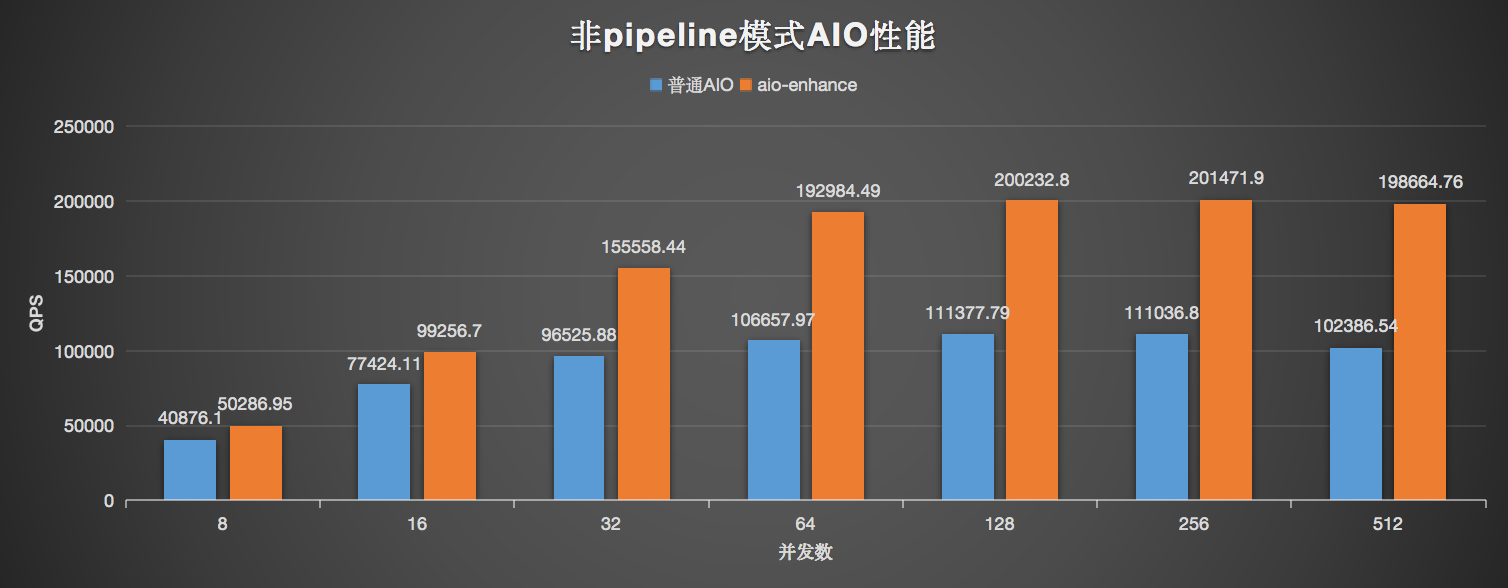 非pipeline模式AIO性能
普通AIO aio-enhance
QPS
250000
200000
150000
100000
50000
0
40876.1 50286.95
77424.11 99256.7
96525.88 155558.44
106657.97 192984.49
111377.79 200232.8
111036.8 201471.9
102386.54 198664.76
8 16 32 64 128 256 512
并发数